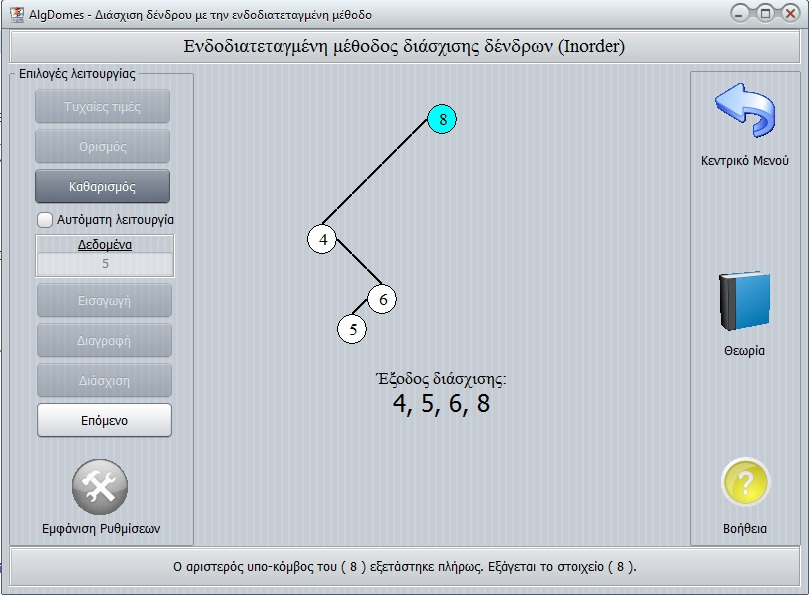 AlgDomes - Διάσχιση δένδρου με την ενδοδιατεταγμένη μέθοδο
Ενδοδιατεταγμένη μέθοδος διάσχισης δένδρων (Inorder)
Επιλογές λειτουργίας
Τυχαίες τιμές
Ορισμός
Καθαρισμός
Αυτόματη λειτουργία
Δεδομένα
5
Εισαγωγή
Διαγραφή
Διάσχιση
Επόμενο
Εμφάνιση Ρυθμίσεων
8
4
6
5
Έξοδος διάσχισης:
4, 5, 6, 8
Κεντρικό Μενού
Θεωρία
?
Βοήθεια
Ο αριστερός υπο-κόμβος του ( 8 ) εξετάστηκε πλήρως. Εξάγεται το στοιχείο ( 8 ).